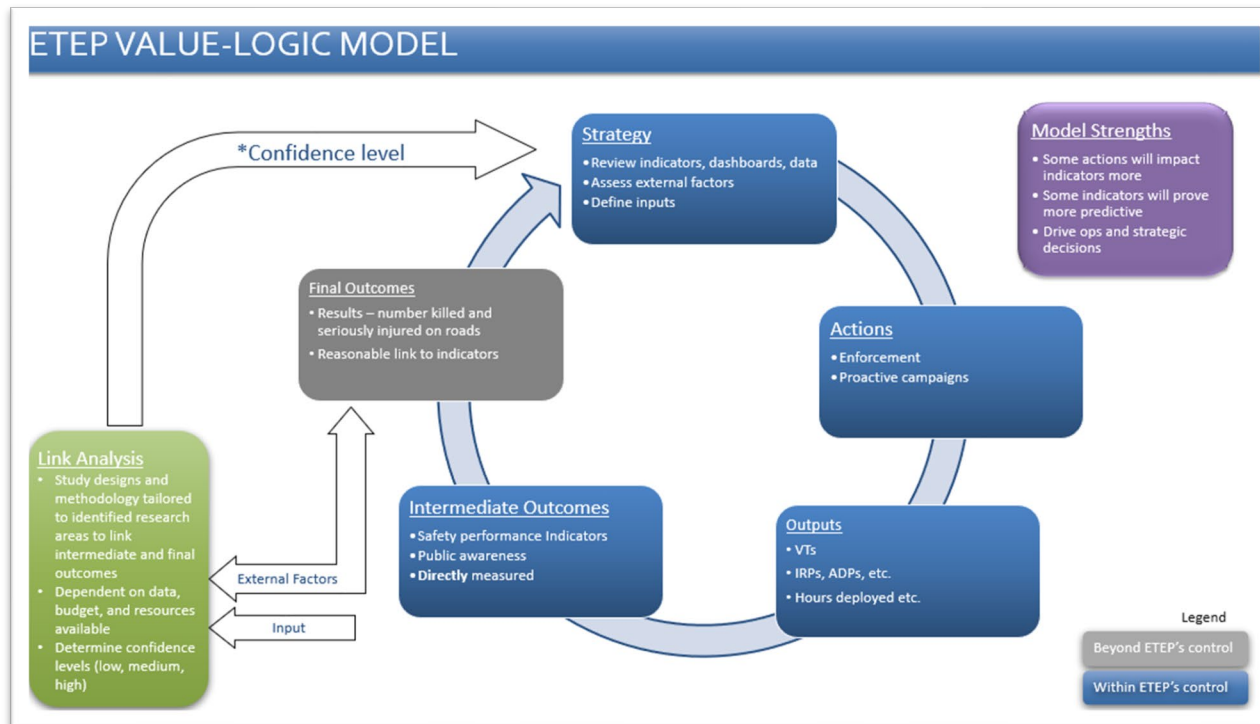 ETEP VALUE-LOGIC MODEL
*Confidence level
Strategy
• Review indicators, dashboards, data
• Assess external factors
• Define inputs
Model Strengths
• Some actions will impact
indicators more
• Some indicators will prove
more predictive
• Drive ops and strategic
decisions
Final Outcomes
• Results – number killed and
seriously injured on roads
• Reasonable link to indicators
Actions
• Enforcement
• Proactive campaigns
Link Analysis
• Study designs and
methodology tailored
to identified research
areas to link
intermediate and final
outcomes
• Dependent on data,
budget, and resources
available
• Determine confidence
levels (low, medium,
high)
Intermediate Outcomes
• Safety performance Indicators
• Public awareness
• Directly measured
Outputs
• VTs
• IRPs, ADPs, etc.
• Hours deployed etc.
External Factors
Input
Legend
Beyond ETEP's control
Within ETEP's control